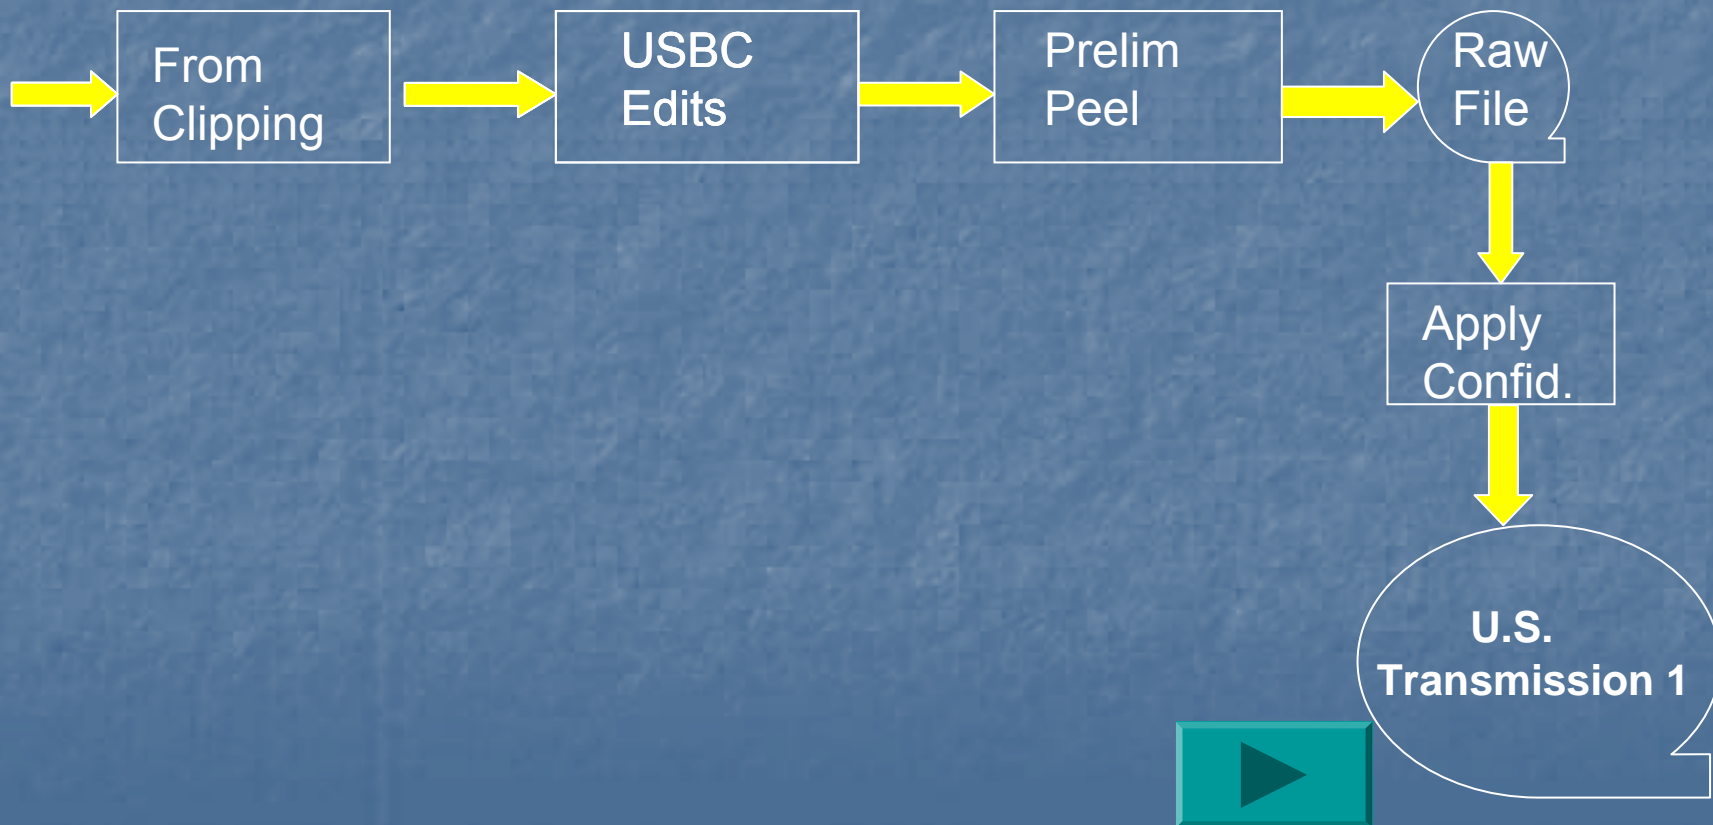 From
Clipping
USBC
Edits
Prelim
Peel
Raw
File
Apply
Confid.
U.S.
Transmission 1